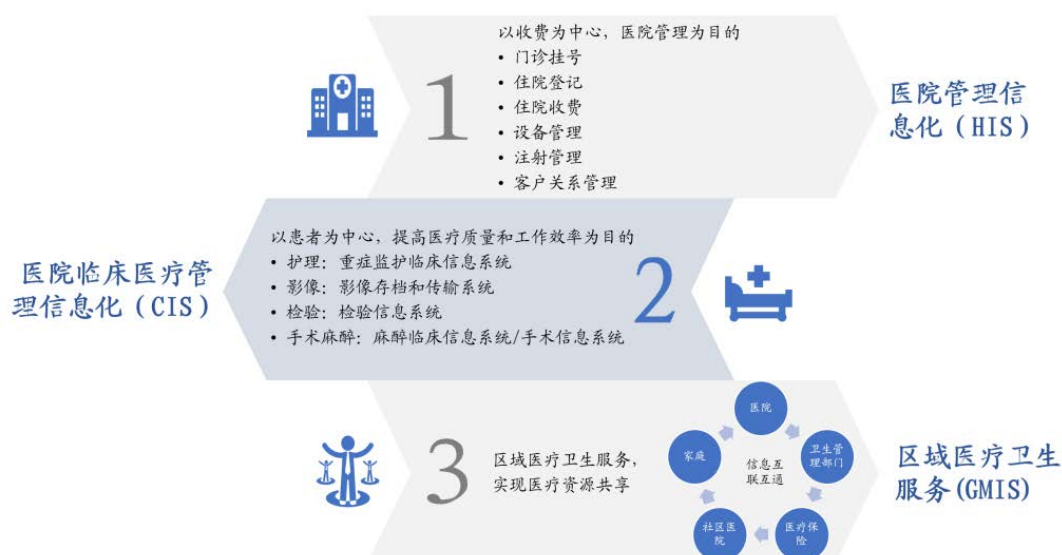 以收费为中心，医院管理为目的
• 门诊挂号
• 住院登记
• 住院收费
• 设备管理
• 注射管理
• 客户关系管理
1
医院管理信
息化（HIS）
医院临床医疗管
理信息化（CIS）
以患者为中心，提高医疗质量和工作效率为目的
• 护理：重症监护临床信息系统
• 影像：影像存档和传输系统
• 检验：检验信息系统
• 手术麻醉：麻醉临床信息系统/手术信息系统
2
3
区域医疗卫生服务，
实现医疗资源共享
医院
卫生管
理部门
医疗保
险
社区医
院
家庭
信息互
联互通
区域医疗卫生
服务(GMIS)